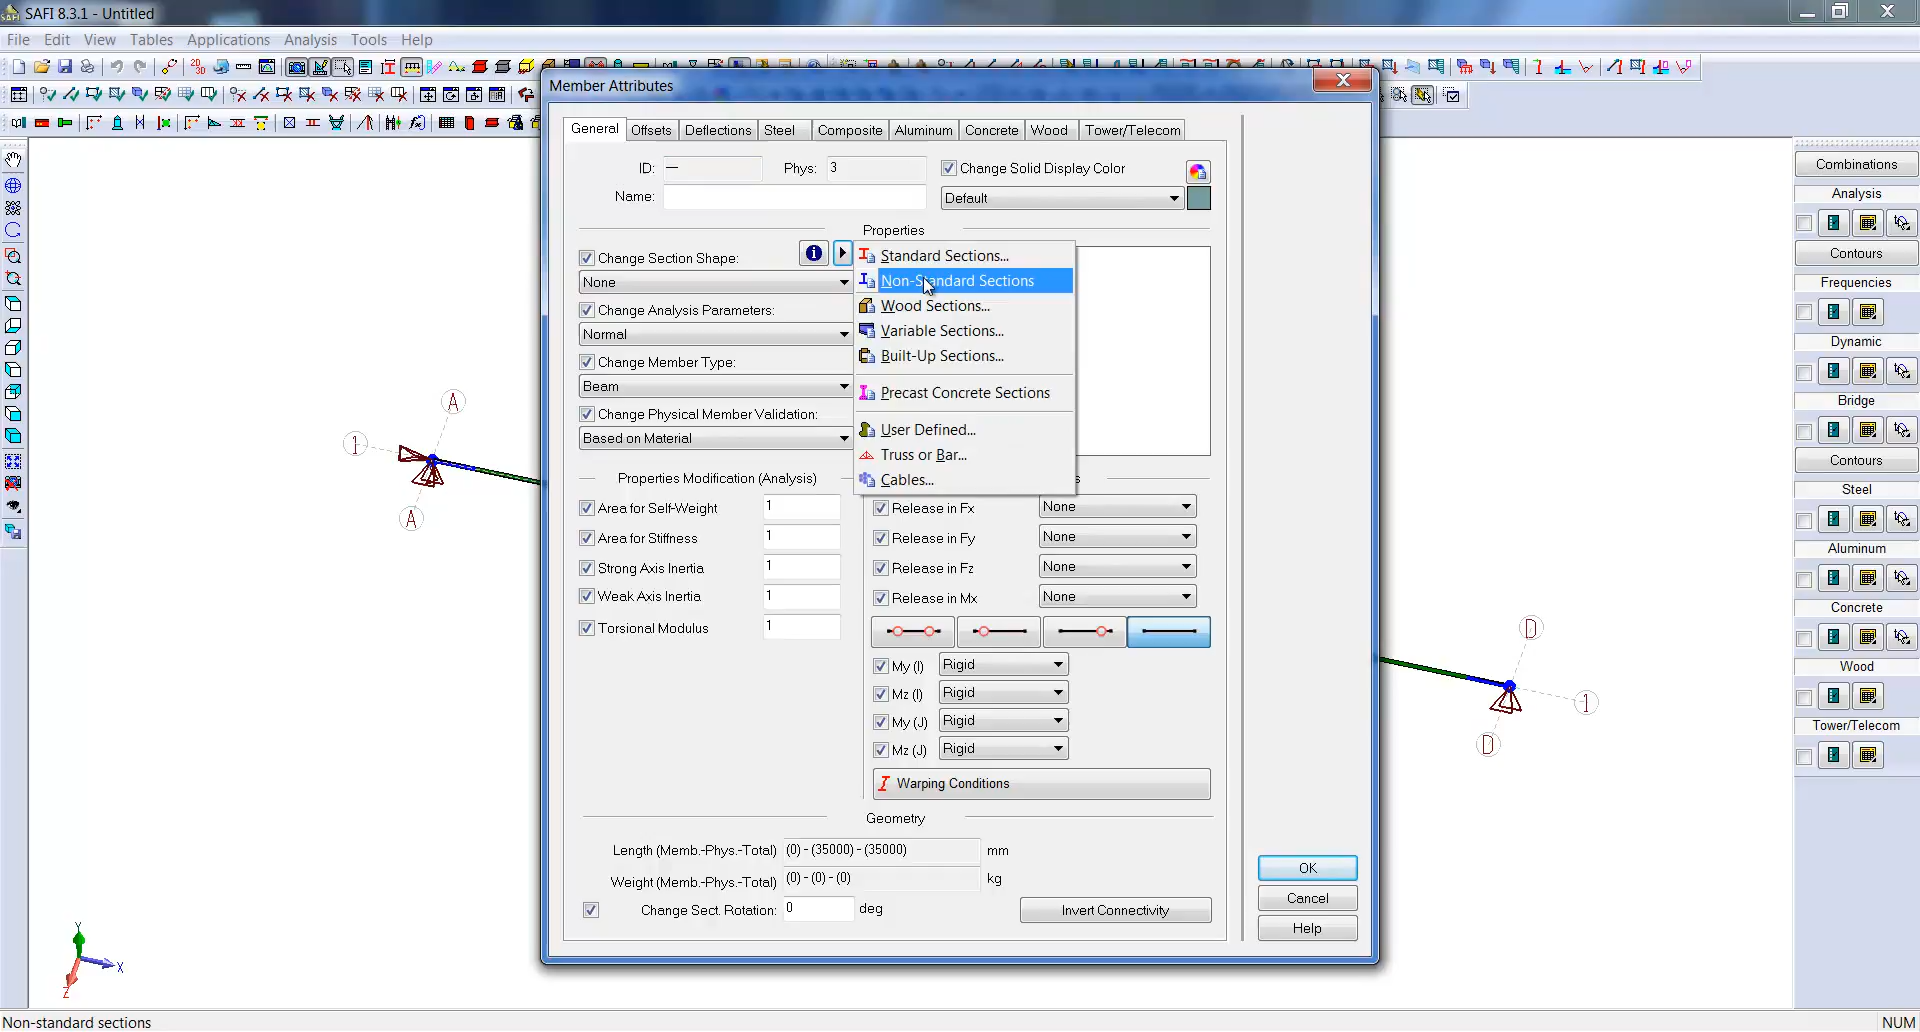 SAFI 8.3.1 - Untitled
File Edit View Tables Applications Analysis Tools Help
Member Attributes
General Offsets Deflections Steel Composite Aluminum Concrete Wood Tower/Telecom
ID: — Phys: 3 Change Solid Display Color
Name: Default
Properties
Change Section Shape:
None
Change Analysis Parameters:
Normal
Change Member Type:
Beam
Change Physical Member Validation:
Based on Material
Standard Sections...
Non-Standard Sections
Wood Sections...
Variable Sections...
Built-Up Sections...
Precast Concrete Sections
User Defined...
Truss or Bar...
Cables...
Properties Modification (Analysis)
Area for Self-Weight 1
Area for Stiffness 1
Strong Axis Inertia 1
Weak Axis Inertia 1
Torsional Modulus 1
Release in Fx None
Release in Fy None
Release in Fz None
Release in Mx None
My (I) Rigid
Mz (I) Rigid
My (J) Rigid
Mz (J) Rigid
Warping Conditions
Geometry
Length (Memb.-Phys.-Total) (0) - (35000) - (35000) mm
Weight (Memb.-Phys.-Total) (0) - (0) - (0) kg
Change Sect. Rotation: 0 deg
Invert Connectivity
OK
Cancel
Help
Combinations
Analysis
Contours
Frequencies
Dynamic
Bridge
Contours
Steel
Aluminum
Concrete
Wood
Tower/Telecom
A
1
A
D
1
D
Y
X
Z
Non-standard sections
NUM